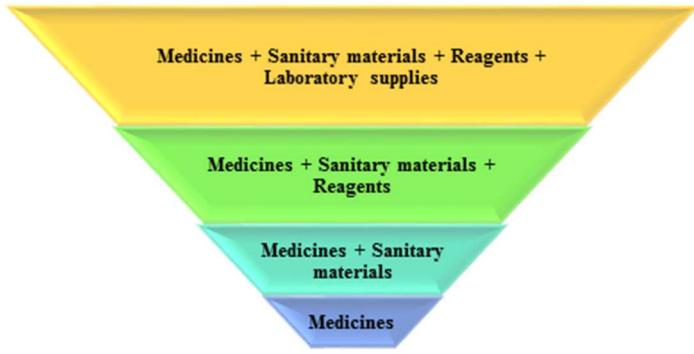 Medicines + Sanitary materials + Reagents +
Laboratory supplies
Medicines + Sanitary materials +
Reagents
Medicines + Sanitary
materials
Medicines